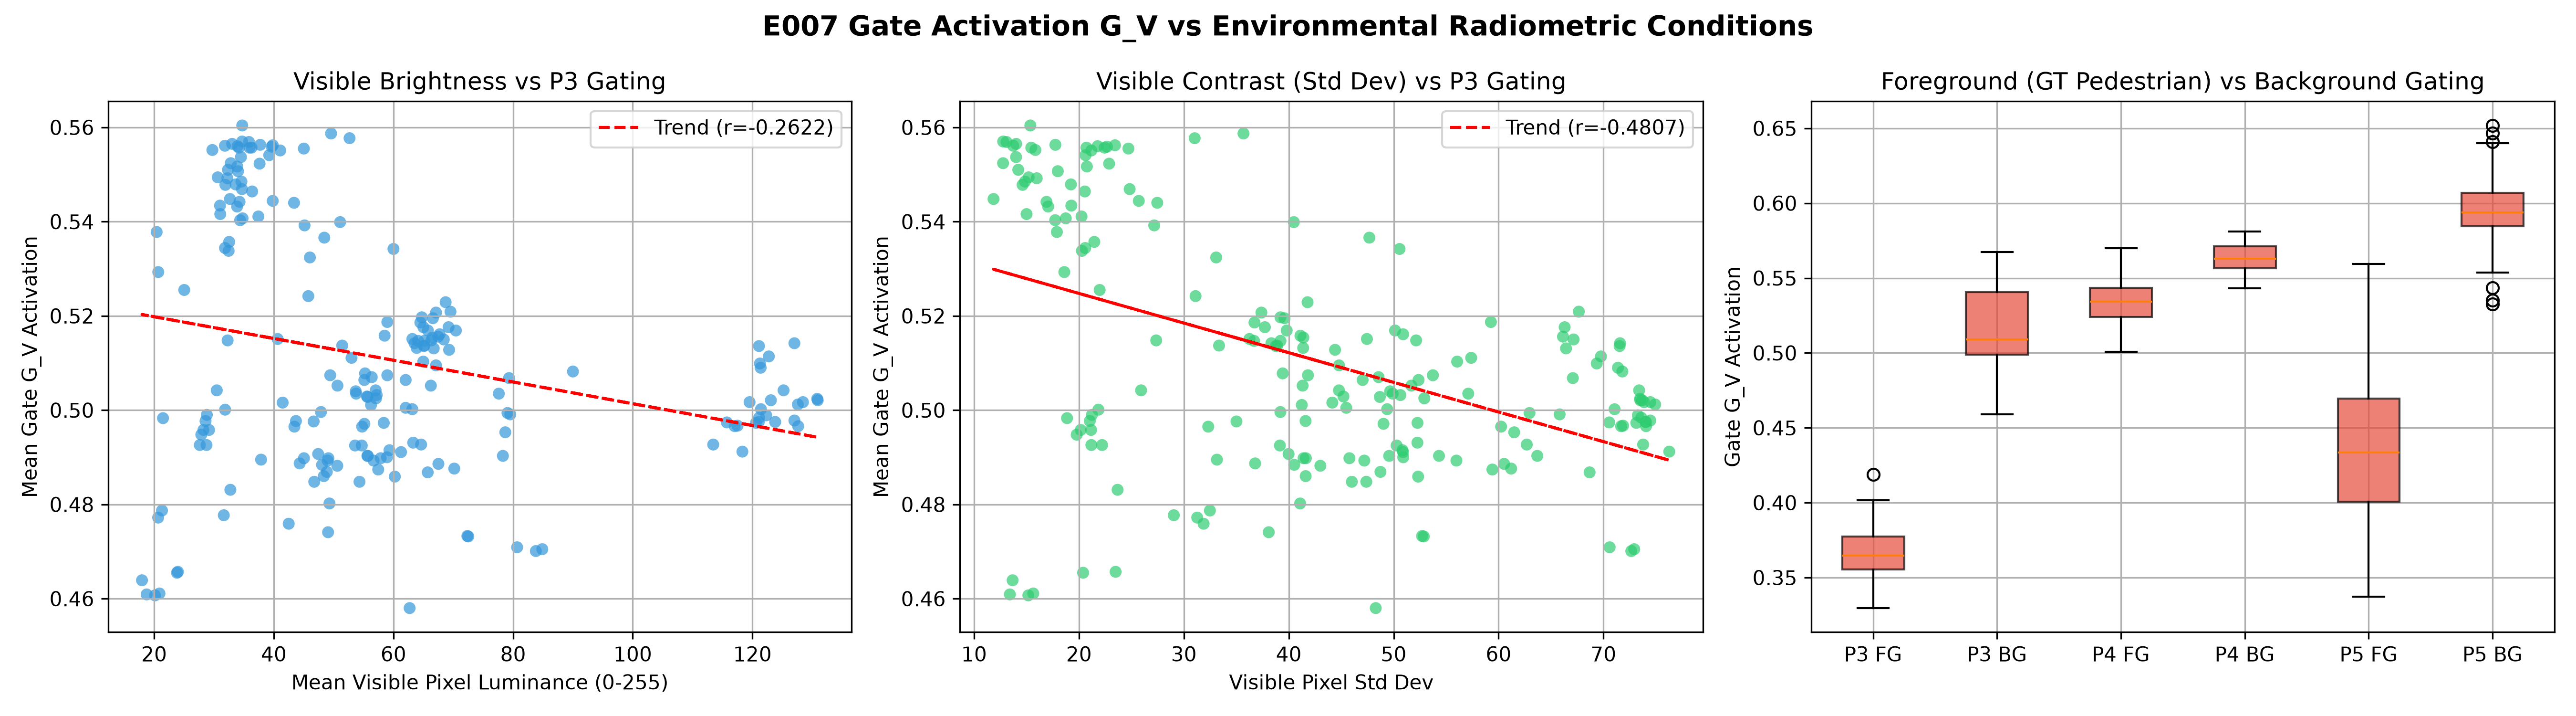 E007 Gate Activation G_V vs Environmental Radiometric Conditions
Visible Brightness vs P3 Gating
Trend (r=-0.2622)
Mean Gate G_V Activation
0.56
0.54
0.52
0.50
0.48
0.46
20 40 60 80 100 120
Mean Visible Pixel Luminance (0-255)
Visible Contrast (Std Dev) vs P3 Gating
Trend (r=-0.4807)
Mean Gate G_V Activation
0.56
0.54
0.52
0.50
0.48
0.46
10 20 30 40 50 60 70
Visible Pixel Std Dev
Foreground (GT Pedestrian) vs Background Gating
Gate G_V Activation
0.65
0.60
0.55
0.50
0.45
0.40
0.35
P3 FG P3 BG P4 FG P4 BG P5 FG P5 BG